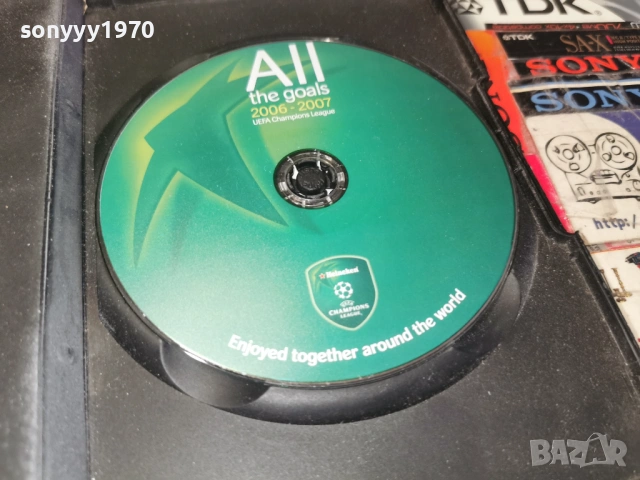 sonyyy1970
TDK
TDK SA-X
SONY
SONY
http:/
All
the goals
2006 - 2007
UEFA Champions League
Heineken
UEFA
CHAMPIONS
LEAGUE
Enjoyed together around the world
BAZAR